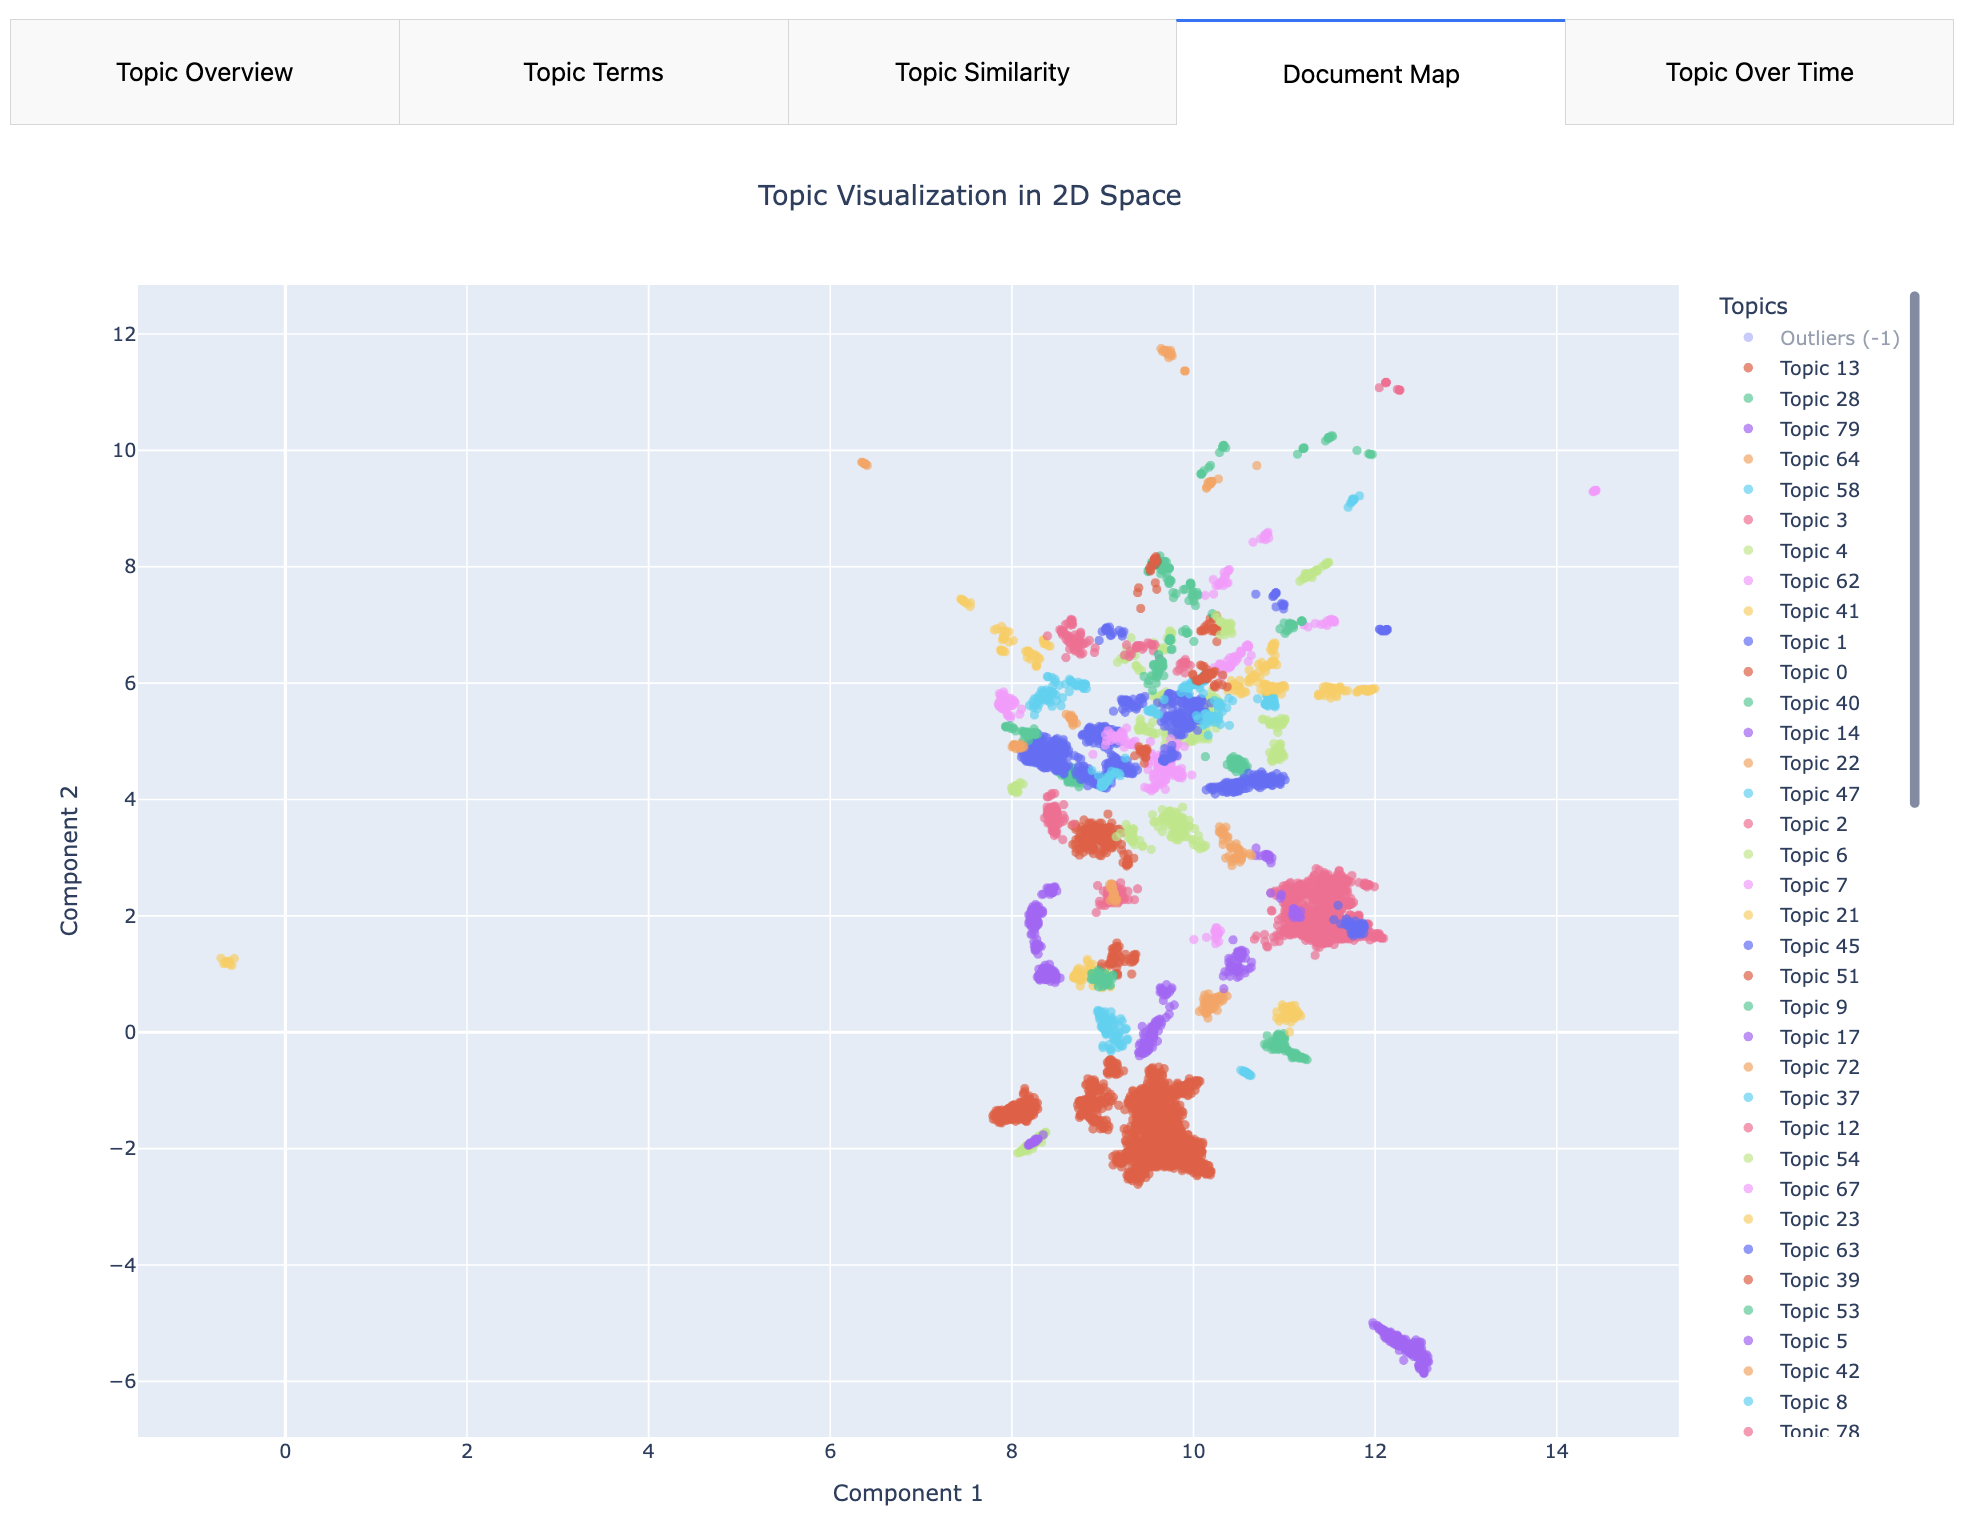 Topic Overview
Topic Terms
Topic Similarity
Document Map
Topic Over Time
Topic Visualization in 2D Space
12
10
8
6
4
2
0
−2
−4
−6
Component 2
0
2
4
6
8
10
12
14
Component 1
Topics
Outliers (-1)
Topic 13
Topic 28
Topic 79
Topic 64
Topic 58
Topic 3
Topic 4
Topic 62
Topic 41
Topic 1
Topic 0
Topic 40
Topic 14
Topic 22
Topic 47
Topic 2
Topic 6
Topic 7
Topic 21
Topic 45
Topic 51
Topic 9
Topic 17
Topic 72
Topic 37
Topic 12
Topic 54
Topic 67
Topic 23
Topic 63
Topic 39
Topic 53
Topic 5
Topic 42
Topic 8
Topic 78